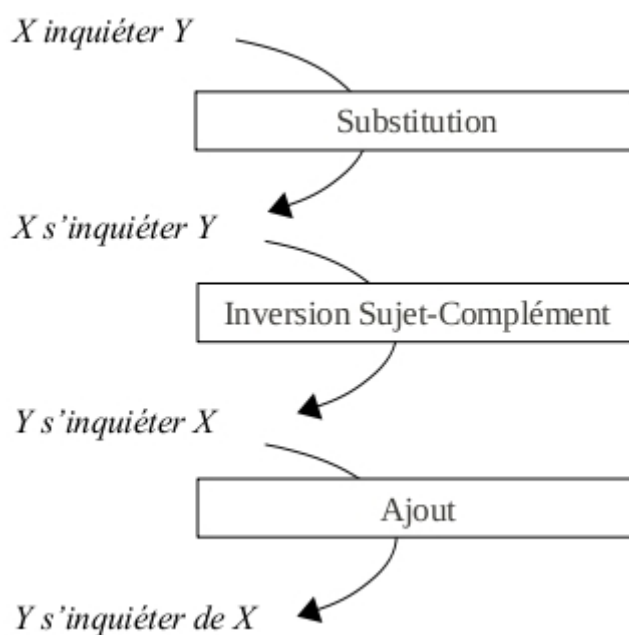 X inquiéter Y
Substitution
X s’inquiéter Y
Inversion Sujet-Complément
Y s’inquiéter X
Ajout
Y s’inquiéter de X